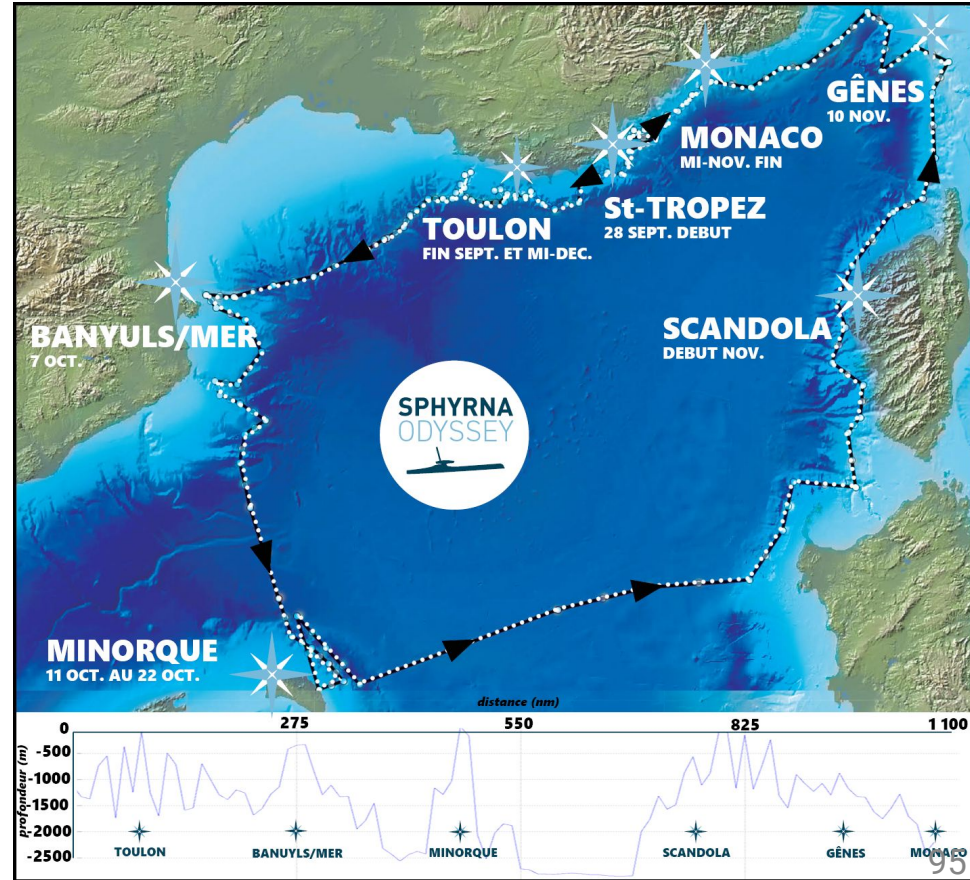 GÊNES
10 NOV.
MONACO
MI-NOV. FIN
St-TROPEZ
28 SEPT. DEBUT
TOULON
FIN SEPT. ET MI-DEC.
BANYULS/MER
7 OCT.
SCANDOLA
DEBUT NOV.
SPHYRNA
ODYSSEY
MINORQUE
11 OCT. AU 22 OCT.
distance (nm)
0 275 550 825 1 100
profondeur (m)
-500
-1000
-1500
-2000
-2500
TOULON BANUYLS/MER MINORQUE SCANDOLA GÊNES MONACO
95